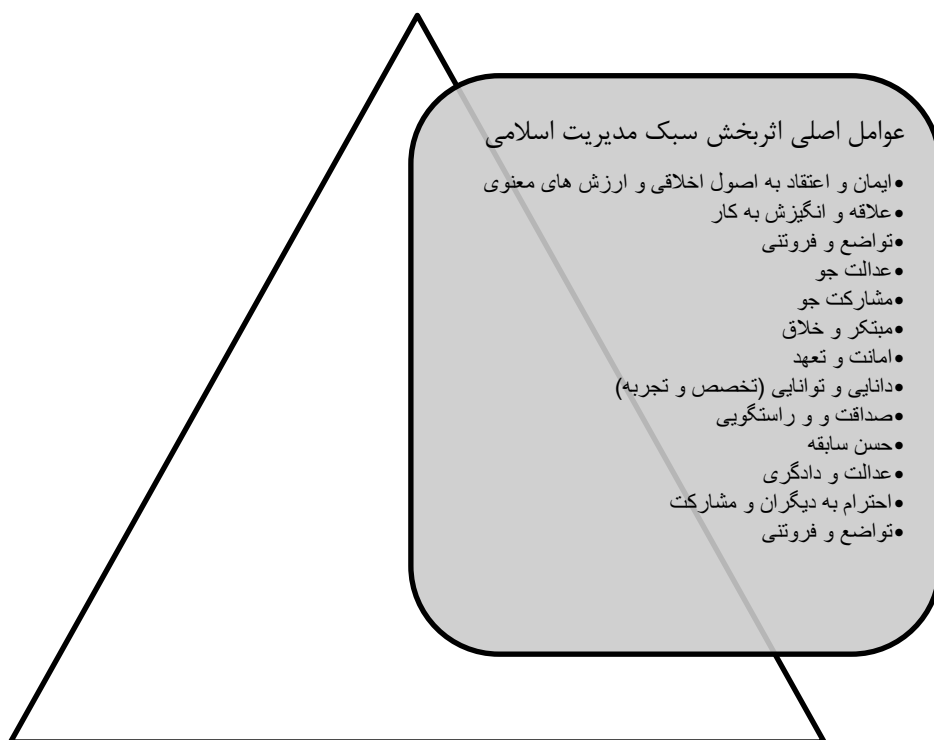 عوامل اصلی اثربخش سبک مدیریت اسلامی
•ایمان و اعتقاد به اصول اخلاقی و ارزش های معنوی
•علاقه و انگیزش به کار
•تواضع و فروتنی
•عدالت جو
•مشارکت جو
•مبتکر و خلاق
•امانت و تعهد
•دانایی و توانایی (تخصص و تجربه)
•صداقت و و راستگویی
•حسن سابقه
•عدالت و دادگری
•احترام به دیگران و مشارکت
•تواضع و فروتنی